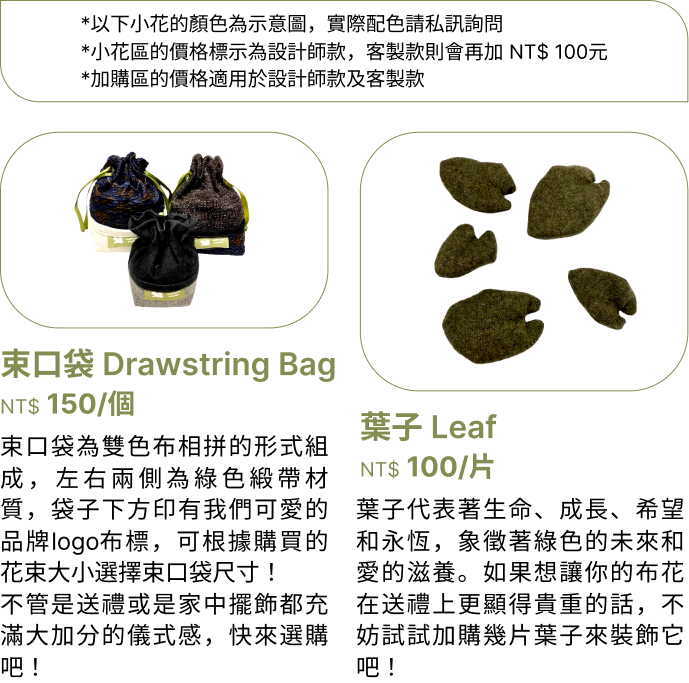 *以下小花的顏色為示意圖，實際配色請私訊詢問
*小花區的價格標示為設計師款，客製款則會再加 NT$ 100元
*加購區的價格適用於設計師款及客製款
束口袋 Drawstring Bag
NT$ 150/個
束口袋為雙色布相拼的形式組
成，左右兩側為綠色緞帶材
質，袋子下方印有我們可愛的
品牌logo布標，可根據購買的
花束大小選擇束口袋尺寸！
不管是送禮或是家中擺飾都充
滿大加分的儀式感，快來選購
吧！
葉子 Leaf
NT$ 100/片
葉子代表著生命、成長、希望
和永恆，象徵著綠色的未來和
愛的滋養。如果想讓你的布花
在送禮上更顯得貴重的話，不
妨試試加購幾片葉子來裝飾它
吧！